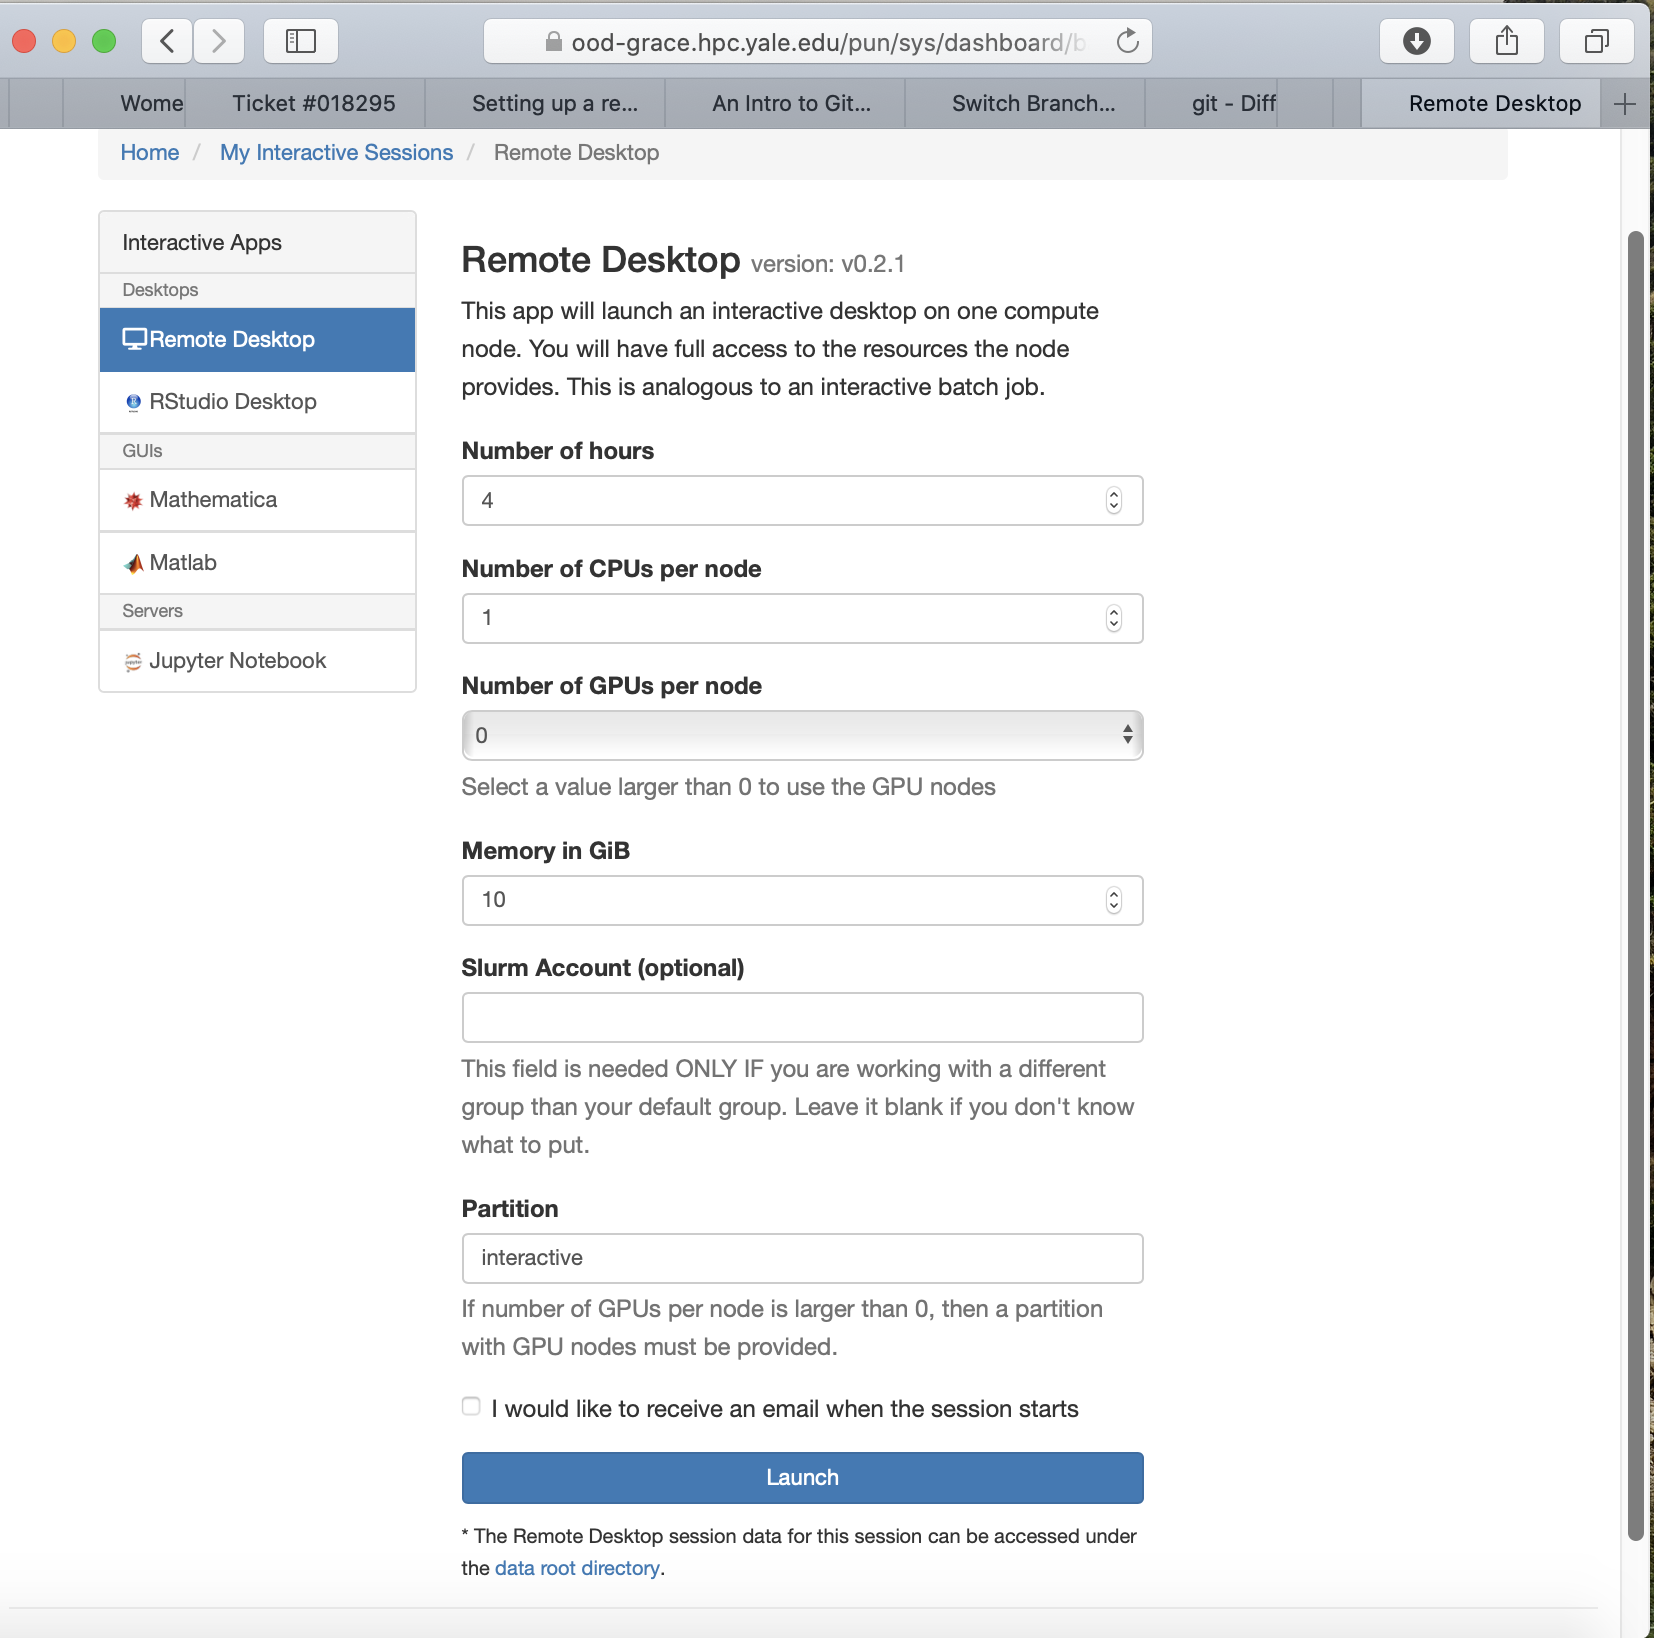 ood-grace.hpc.yale.edu/pun/sys/dashboard/b
Wome
Ticket #018295
Setting up a re...
An Intro to Git...
Switch Branch...
git - Diff
Remote Desktop
Home / My Interactive Sessions / Remote Desktop
Interactive Apps
Desktops
Remote Desktop
RStudio Desktop
GUIs
Mathematica
Matlab
Servers
Jupyter Notebook
Remote Desktop version: v0.2.1
This app will launch an interactive desktop on one compute
node. You will have full access to the resources the node
provides. This is analogous to an interactive batch job.
Number of hours
4
Number of CPUs per node
1
Number of GPUs per node
0
Select a value larger than 0 to use the GPU nodes
Memory in GiB
10
Slurm Account (optional)
This field is needed ONLY IF you are working with a different
group than your default group. Leave it blank if you don't know
what to put.
Partition
interactive
If number of GPUs per node is larger than 0, then a partition
with GPU nodes must be provided.
I would like to receive an email when the session starts
Launch
* The Remote Desktop session data for this session can be accessed under
the data root directory.